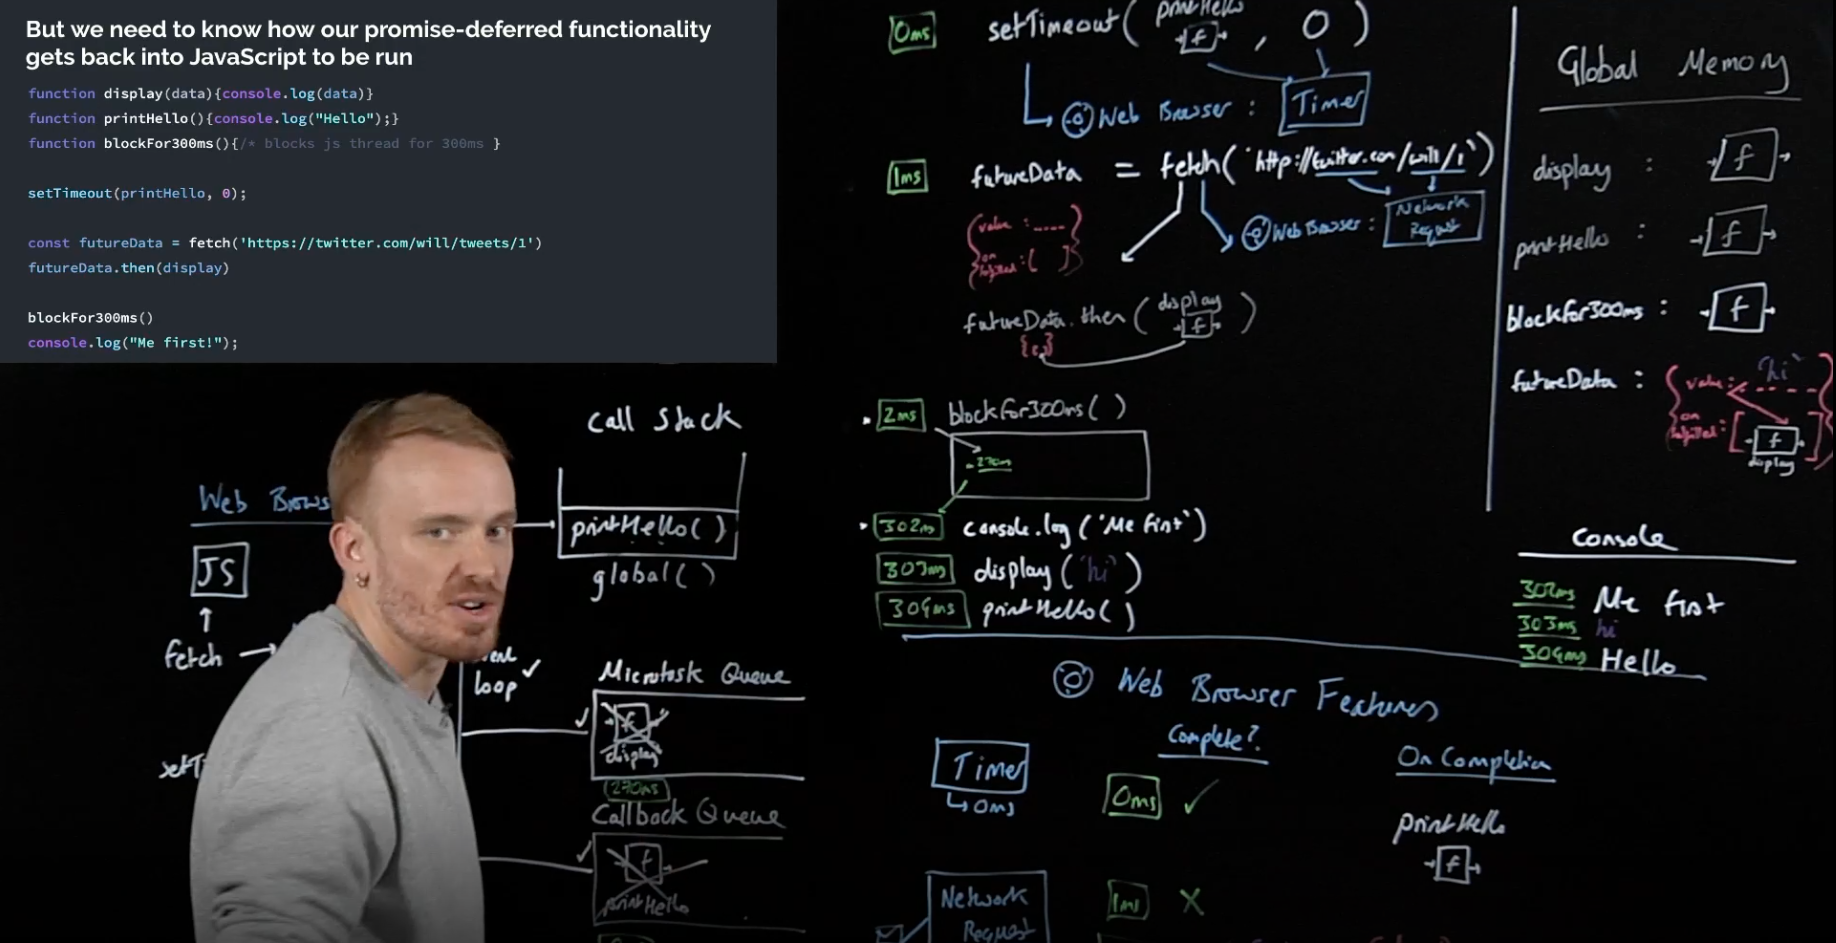 But we need to know how our promise-deferred functionality
gets back into JavaScript to be run
function display(data){console.log(data)}
function printHello(){console.log("Hello");}
function blockFor300ms(){/* blocks js thread for 300ms }
setTimeout(printHello, 0);
const futureData = fetch('https://twitter.com/will/tweets/1')
futureData.then(display)
blockFor300ms()
console.log("Me first!");
0ms setTimeout( printHello f , 0 )
Web Browser : Timer
1ms futureData = fetch('http://twitter.com/will/1')
Web Browser : Network Request
{ value : .....
on fulfilled : [ ] }
futureData.then( display f )
2ms blockFor300ms( )
270ms
302ms console.log('Me first')
303ms display('hi')
304ms printHello( )
Global Memory
display : f
printHello : f
blockfor300ms : f
futureData : { value : 'hi'
on fulfilled : [ f ] }
display
Console
302ms Me first
303ms hi
304ms Hello
Call Stack
printHello( )
global( )
Web Brows
JS
fetch
loop
setT
Microtask Queue
f
display
270ms
Callback Queue
f
printHello
Web Browser Features
Complete?
On Completion
Timer
0ms
0ms
printHello
f
Network
Request
1ms